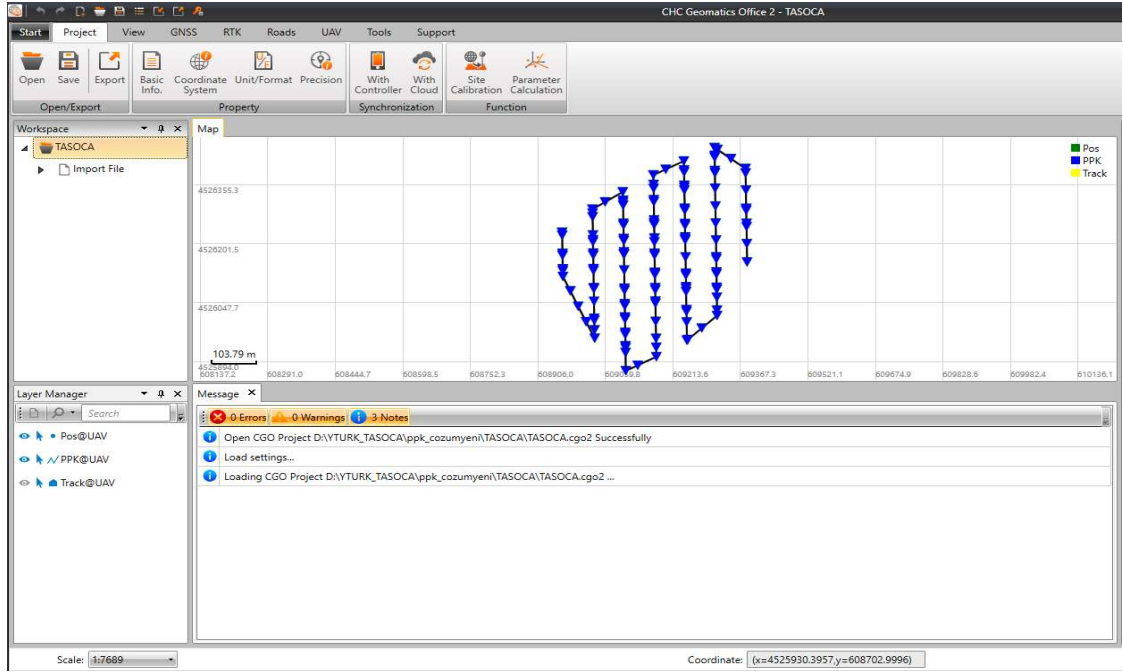 CHC Geomatics Office 2 - TASOCA
Start Project View GNSS RTK Roads UAV Tools Support
Open Save Export Basic Info. Coordinate System Unit/Format Precision With Controller With Cloud Site Calibration Parameter Calculation
Open/Export Property Synchronization Function
Workspace
TASOCA
Import File
Map
Pos
PPK
Track
4526355.3
4526201.5
4526047.7
4525894.0
103.79 m
608137.2 608291.0 608444.7 608598.5 608752.3 608906.0 609059.8 609213.6 609367.3 609521.1 609674.9 609828.6 609982.4 610136.1
Layer Manager
Search
Pos@UAV
PPK@UAV
Track@UAV
Message
0 Errors 0 Warnings 3 Notes
Open CGO Project D:\YTURK_TASOCA\ppk_cozumyeni\TASOCA\TASOCA.cgo2 Successfully
Load settings...
Loading CGO Project D:\YTURK_TASOCA\ppk_cozumyeni\TASOCA\TASOCA.cgo2 ...
Scale: 1:7689
Coordinate: (x=4525930.3957,y=608702.9996)